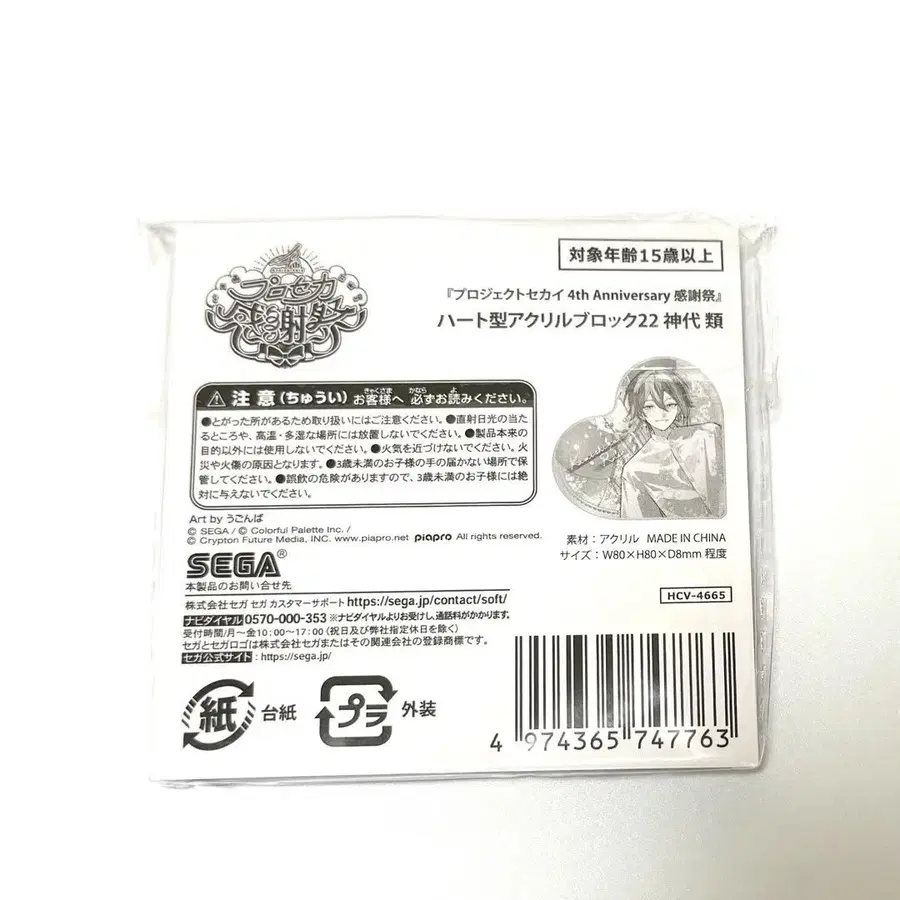 プロセカ
感謝祭
対象年齢15歳以上
『プロジェクトセカイ 4th Anniversary 感謝祭』
ハート型アクリルブロック22 神代 類
注 意 (ちゅうい) お客様へ 必ずお読みください。
きゃくさま かなら よ
●とがった所があるため取り扱いにはご注意ください。●直射日光の当た
るところや、高温・多湿な場所には放置しないでください。●製品本来の
目的以外には使用しないでください。●火気を近づけないでください。火
災や火傷の原因となります。●3歳未満のお子様の手の届かない場所で保
管してください。●誤飲の危険がありますので、3歳未満のお子様には絶
対に与えないでください。
Art by うごんば
© SEGA / © Colorful Palette Inc. /
© Crypton Future Media, INC. www.piapro.net piapro All rights reserved.
素材：アクリル MADE IN CHINA
サイズ：W80×H80×D8mm 程度
SEGA®
本製品のお問い合せ先
株式会社セガ セガ カスタマーサポート https://sega.jp/contact/soft/
ナビダイヤル 0570-000-353 ※ナビダイヤルよりお受けし、通話料がかかります。
受付時間/月～金10:00～17:00 (祝日及び弊社指定休日を除く)
セガとセガロゴは株式会社セガまたはその関連会社の登録商標です。
セガ公式サイト：https://sega.jp/
HCV-4665
紙 台紙
プラ 外装
4 974365 747763